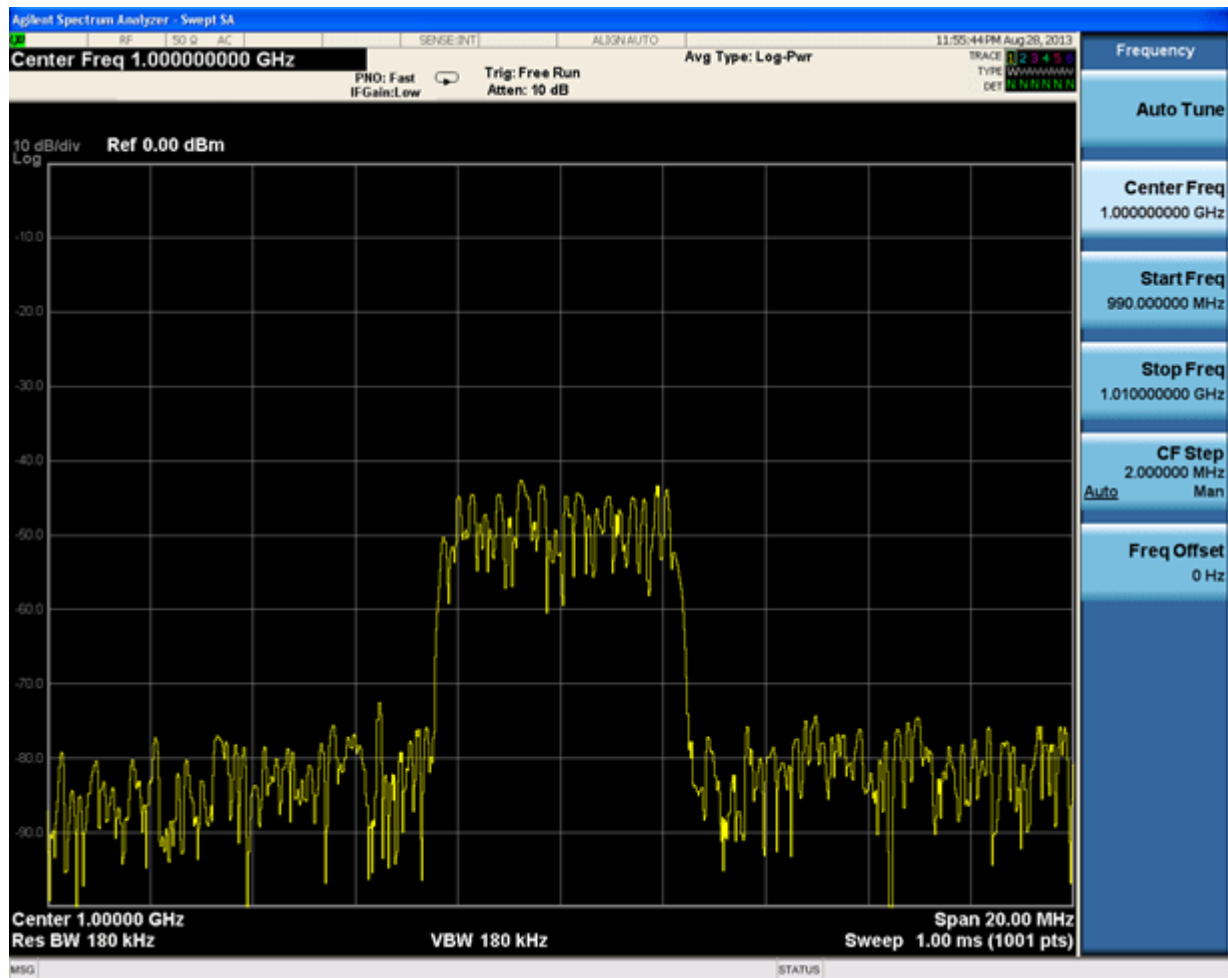 Agilent Spectrum Analyzer - Swept SA
RF 50 Ω AC SENSE:INT ALIGNAUTO 11:55:44 PM Aug 28, 2013
Center Freq 1.000000000 GHz
PNO: Fast
IFGain:Low
Trig: Free Run
Atten: 10 dB
Avg Type: Log-Pwr
TRACE 1 2 3 4 5 6
TYPE WWWWWW
DET N N N N N N
10 dB/div Ref 0.00 dBm
Log
-10.0
-20.0
-30.0
-40.0
-50.0
-60.0
-70.0
-80.0
-90.0
Center 1.00000 GHz Span 20.00 MHz
Res BW 180 kHz VBW 180 kHz Sweep 1.00 ms (1001 pts)
MSG STATUS
Frequency
Auto Tune
Center Freq
1.000000000 GHz
Start Freq
990.000000 MHz
Stop Freq
1.010000000 GHz
CF Step
2.000000 MHz
Auto Man
Freq Offset
0 Hz